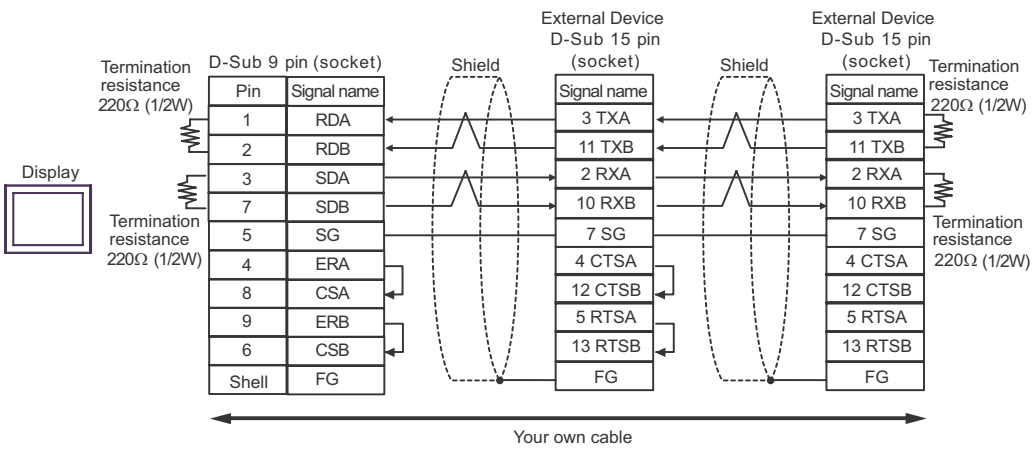 External Device
D-Sub 15 pin
(socket)
External Device
D-Sub 15 pin
(socket)
Termination
resistance
220Ω (1/2W)
D-Sub 9 pin (socket)
Shield
Shield
Termination
resistance
220Ω (1/2W)
Pin Signal name Signal name Signal name
1 RDA 3 TXA 3 TXA
2 RDB 11 TXB 11 TXB
Display
3 SDA 2 RXA 2 RXA
7 SDB 10 RXB 10 RXB
Termination
resistance
220Ω (1/2W)
Termination
resistance
220Ω (1/2W)
5 SG 7 SG 7 SG
4 ERA 4 CTSA 4 CTSA
8 CSA 12 CTSB 12 CTSB
9 ERB 5 RTSA 5 RTSA
6 CSB 13 RTSB 13 RTSB
Shell FG FG FG
Your own cable